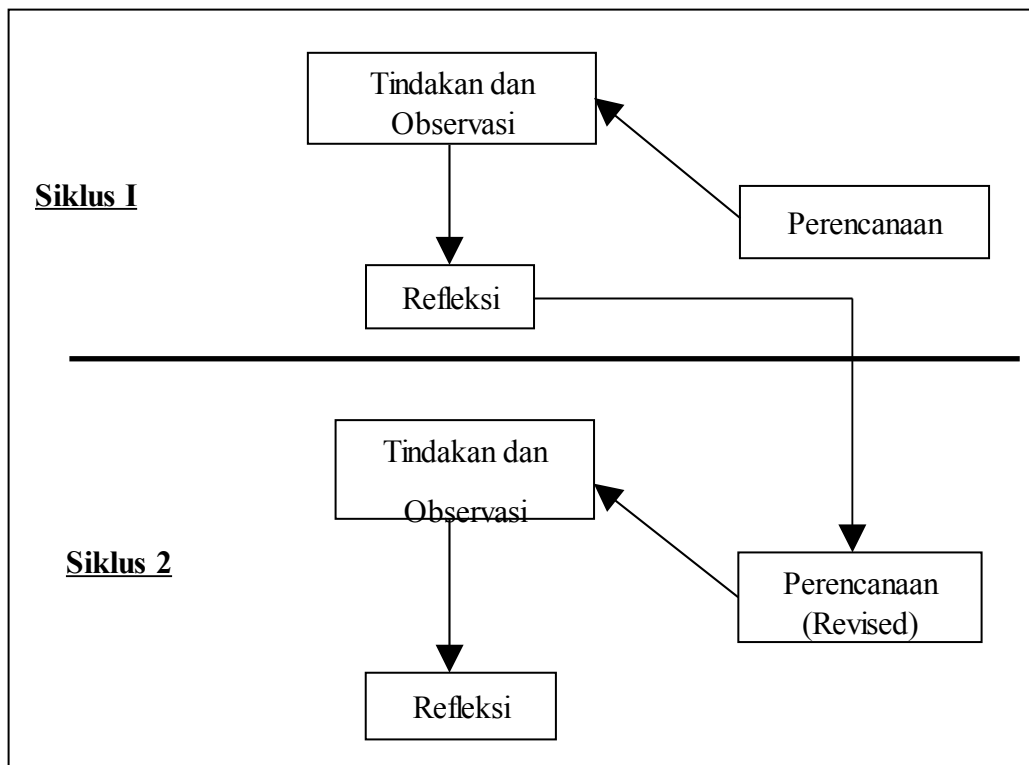 Tindakan dan
Observasi
Siklus I
Perencanaan
Refleksi
Tindakan dan
Observasi
Siklus 2
Perencanaan
(Revised)
Refleksi